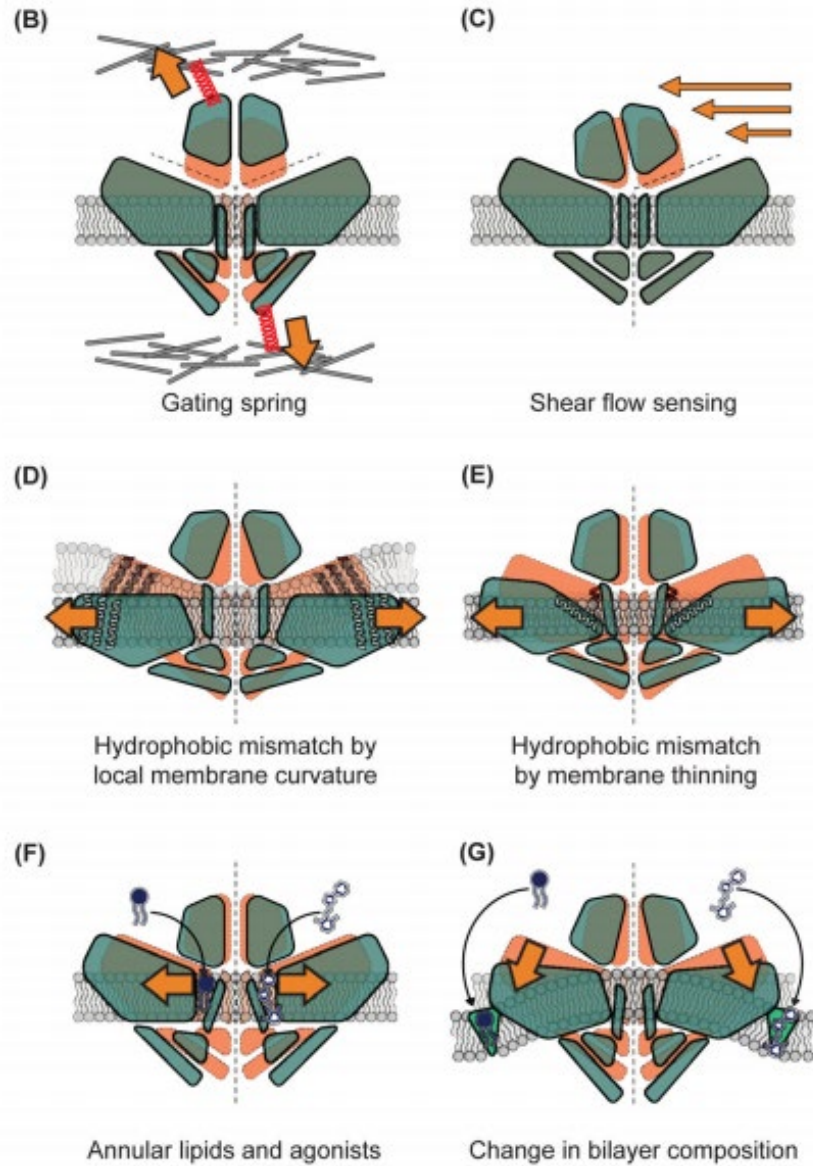 (B)
(C)
Gating spring
Shear flow sensing
(D)
(E)
Hydrophobic mismatch by
local membrane curvature
Hydrophobic mismatch
by membrane thinning
(F)
(G)
Annular lipids and agonists
Change in bilayer composition